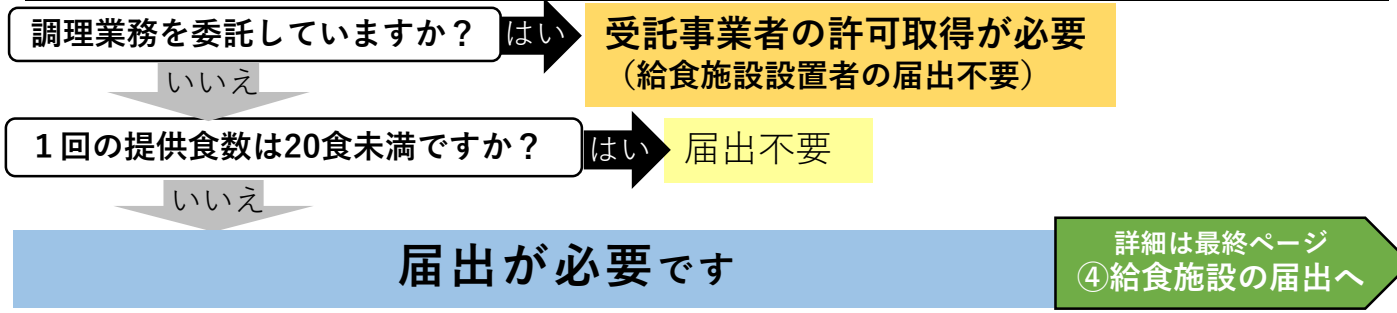 調理業務を委託していますか？
はい
受託事業者の許可取得が必要
（給食施設設置者の届出不要）
いいえ
１回の提供食数は20食未満ですか？
はい
届出不要
いいえ
届出が必要です
詳細は最終ページ
④給食施設の届出へ